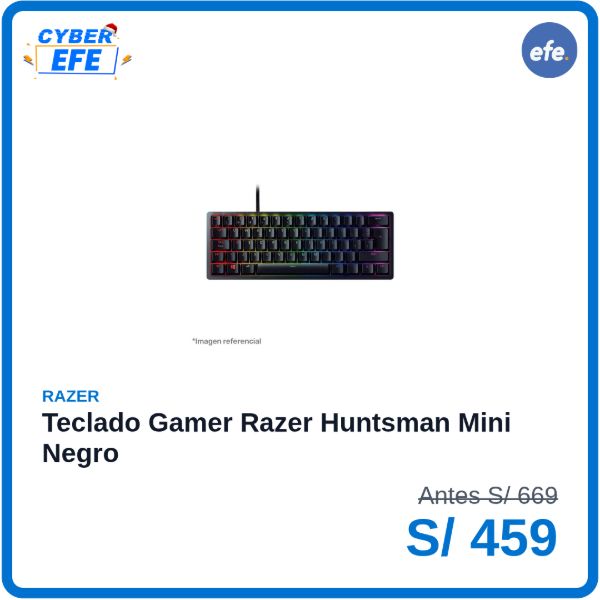 CYBER
EFE
efe.
*Imagen referencial
RAZER
Teclado Gamer Razer Huntsman Mini
Negro
Antes S/ 669
S/ 459